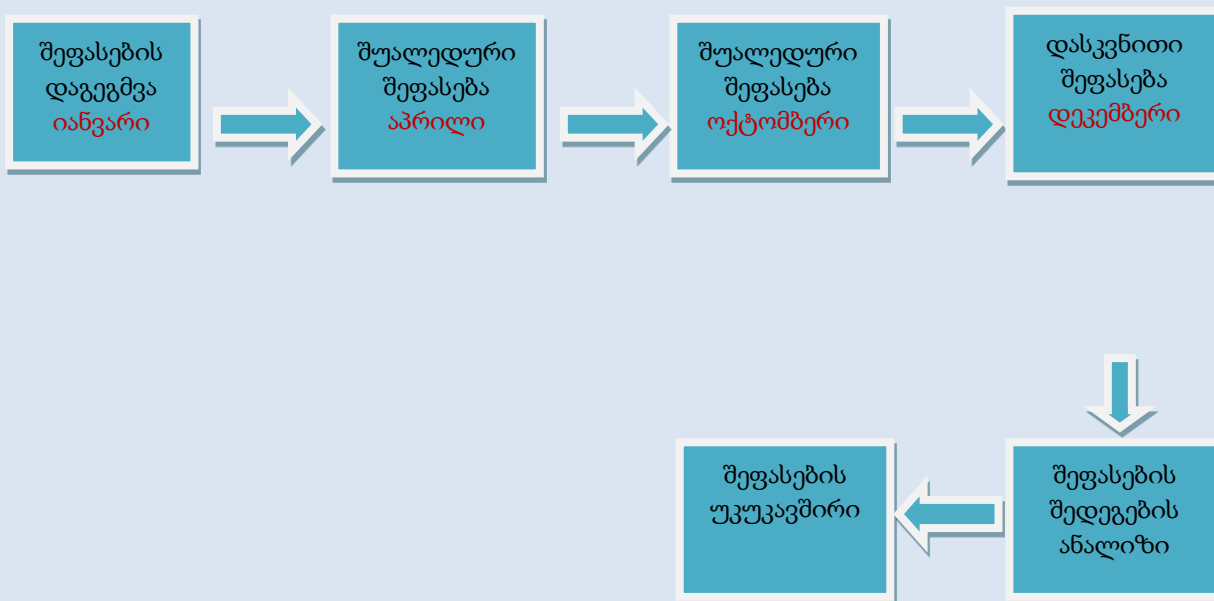 შეფასების
დაგეგმვა
იანვარი
შუალედური
შეფასება
აპრილი
შუალედური
შეფასება
ოქტომბერი
დასკვნითი
შეფასება
დეკემბერი
შეფასების
შედეგების
ანალიზი
შეფასების
უკუკავშირი